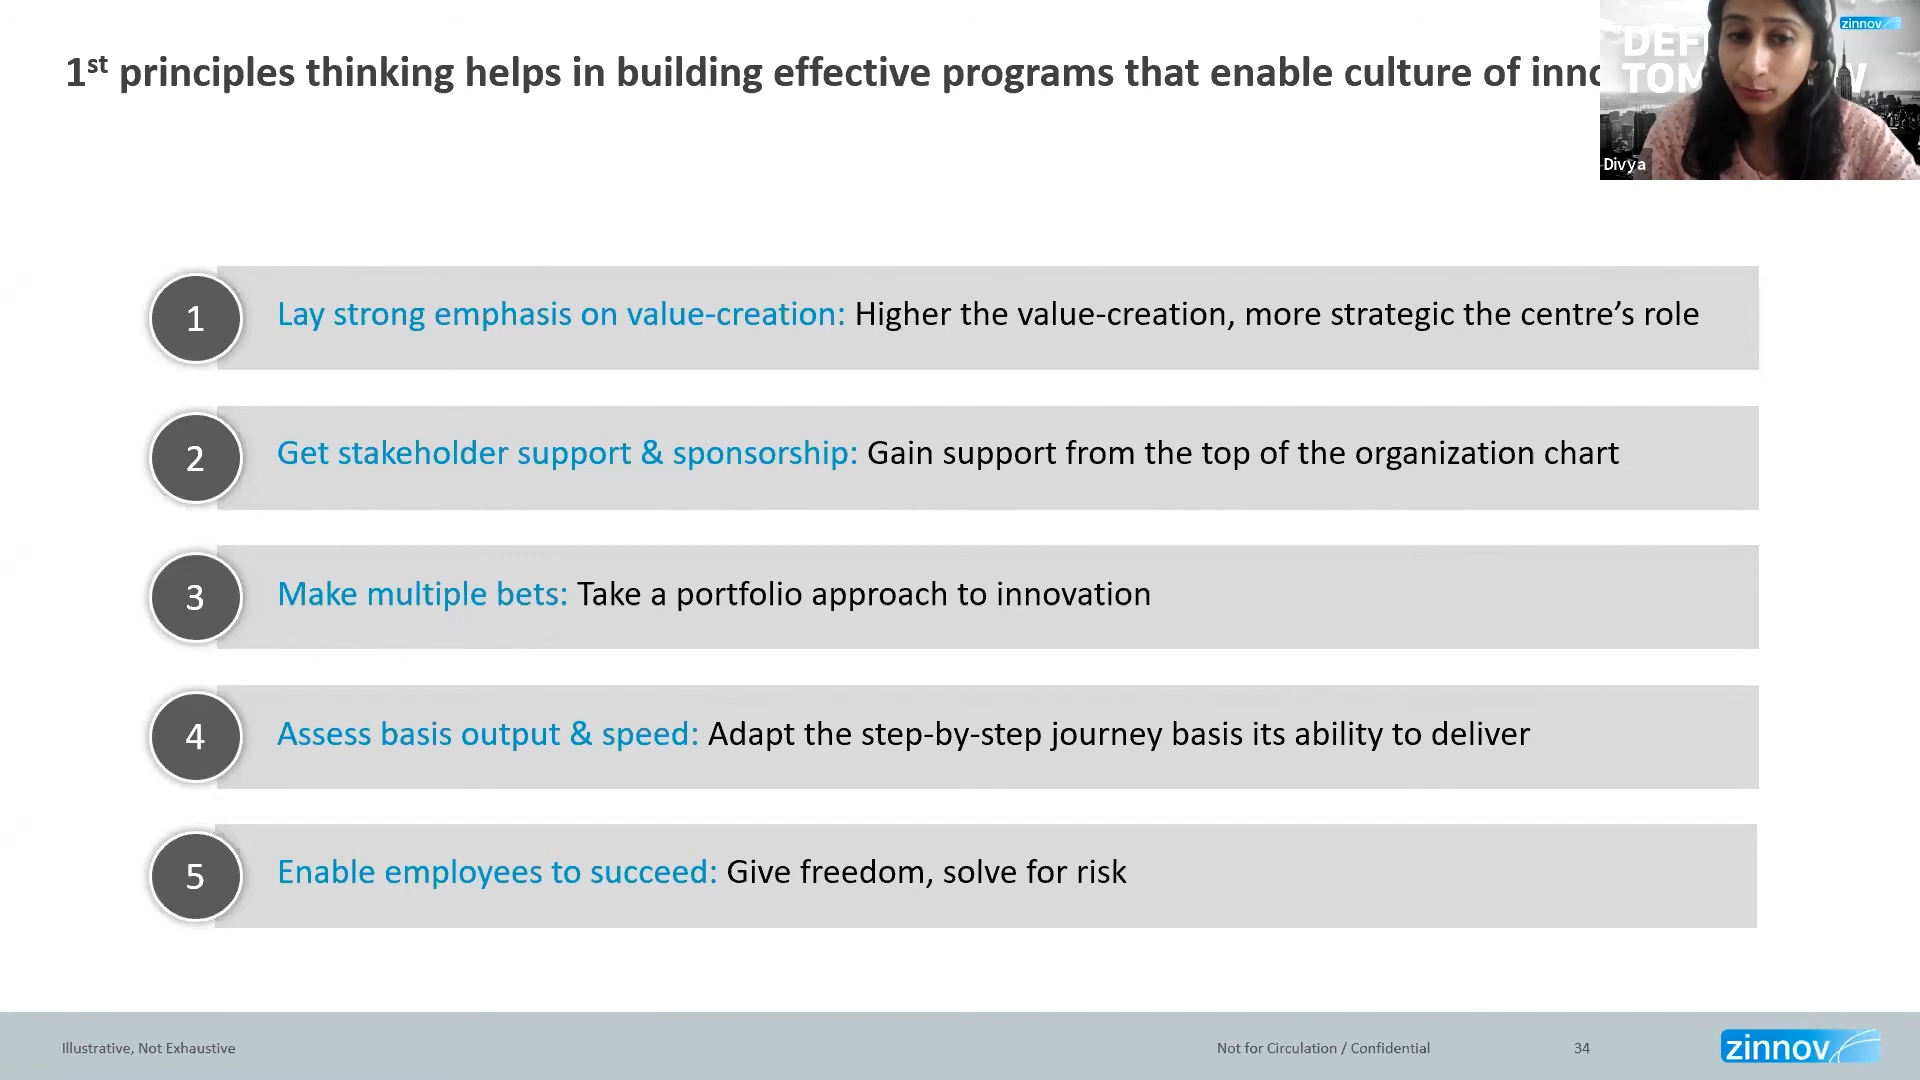 1st principles thinking helps in building effective programs that enable culture of
zinnov
Divya
1
Lay strong emphasis on value-creation: Higher the value-creation, more strategic the centre’s role
2
Get stakeholder support & sponsorship: Gain support from the top of the organization chart
3
Make multiple bets: Take a portfolio approach to innovation
4
Assess basis output & speed: Adapt the step-by-step journey basis its ability to deliver
5
Enable employees to succeed: Give freedom, solve for risk
Illustrative, Not Exhaustive
Not for Circulation / Confidential
34
zinnov